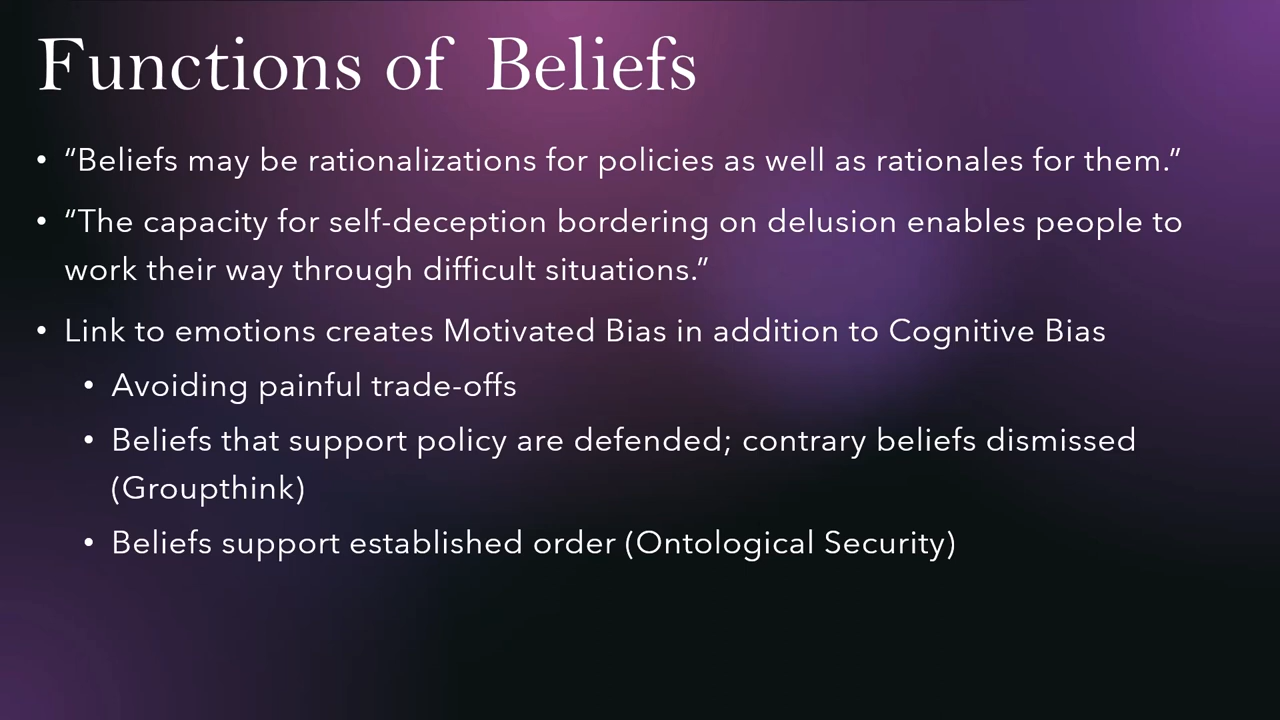 Functions of Beliefs
• “Beliefs may be rationalizations for policies as well as rationales for them.”
• “The capacity for self-deception bordering on delusion enables people to
work their way through difficult situations.”
• Link to emotions creates Motivated Bias in addition to Cognitive Bias
• Avoiding painful trade-offs
• Beliefs that support policy are defended; contrary beliefs dismissed
(Groupthink)
• Beliefs support established order (Ontological Security)